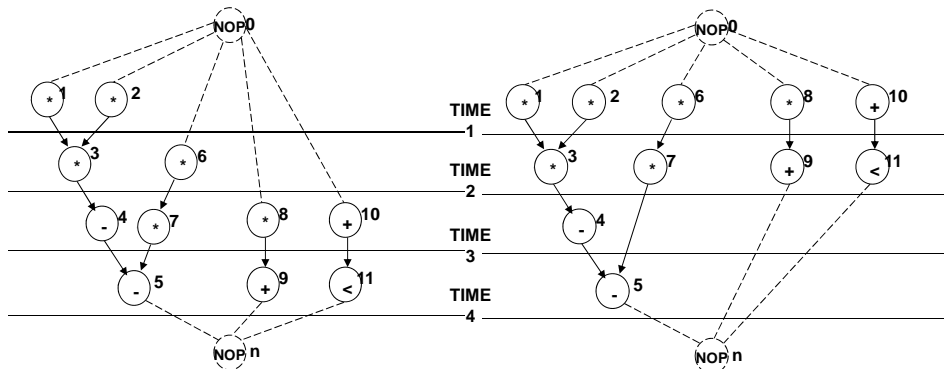 NOP 0
NOP 0
* 1
* 2
TIME 1
* 1
* 2
* 6
* 8
+ 10
* 3
* 6
TIME 2
* 3
* 7
+ 9
< 11
- 4
* 7
* 8
+ 10
TIME 3
- 4
- 5
+ 9
< 11
TIME 4
- 5
NOP n
NOP n